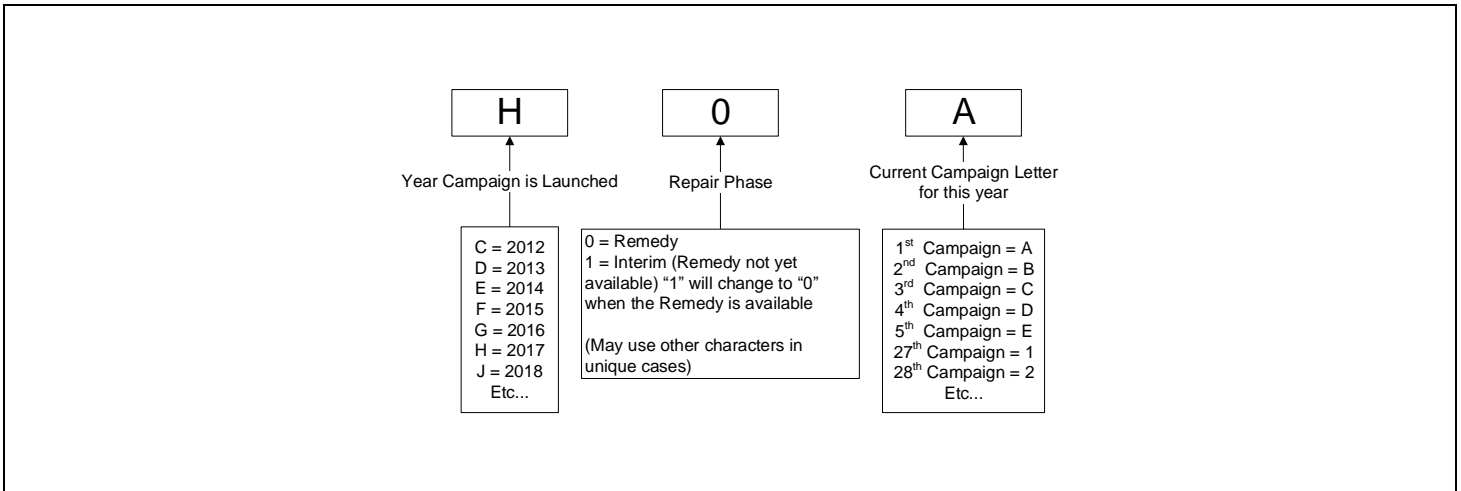 H
0
A
Year Campaign is Launched
Repair Phase
Current Campaign Letter
for this year
C = 2012
D = 2013
E = 2014
F = 2015
G = 2016
H = 2017
J = 2018
Etc...
0 = Remedy
1 = Interim (Remedy not yet
available) “1” will change to “0”
when the Remedy is available
(May use other characters in
unique cases)
1st Campaign = A
2nd Campaign = B
3rd Campaign = C
4th Campaign = D
5th Campaign = E
27th Campaign = 1
28th Campaign = 2
Etc...